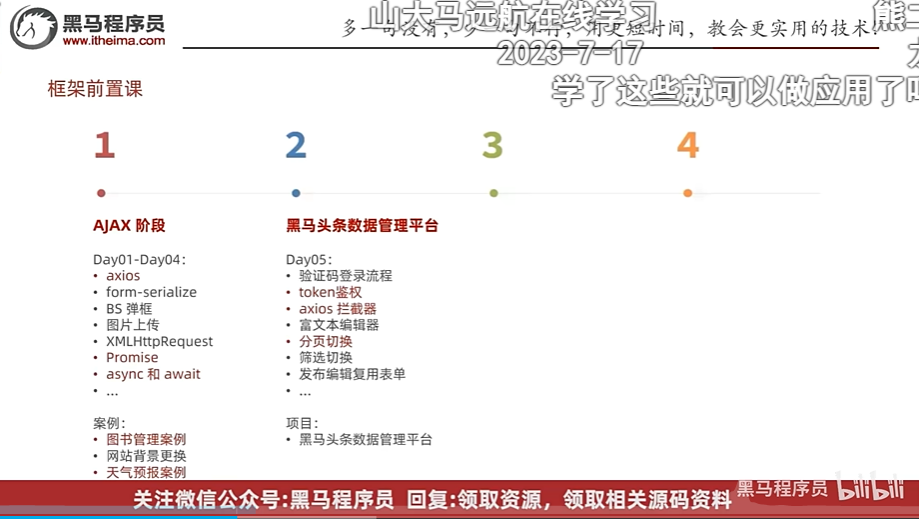 黑马程序员
www.itheima.com
山大马远航在线学习
用更短时间，教会更实用的技术！
2023-7-17
框架前置课
学了这些就可以做应用了
1
2
3
4
AJAX 阶段
Day01-Day04：
• axios
• form-serialize
• BS 弹框
• 图片上传
• XMLHttpRequest
• Promise
• async 和 await
• ...
案例：
• 图书管理案例
• 网站背景更换
• 天气预报案例
黑马头条数据管理平台
Day05：
• 验证码登录流程
• token鉴权
• axios 拦截器
• 富文本编辑器
• 分页切换
• 筛选切换
• 发布编辑复用表单
• ...
项目：
• 黑马头条数据管理平台
关注微信公众号:黑马程序员 回复:领取资源，领取相关源码资料
黑马程序员 bilibili